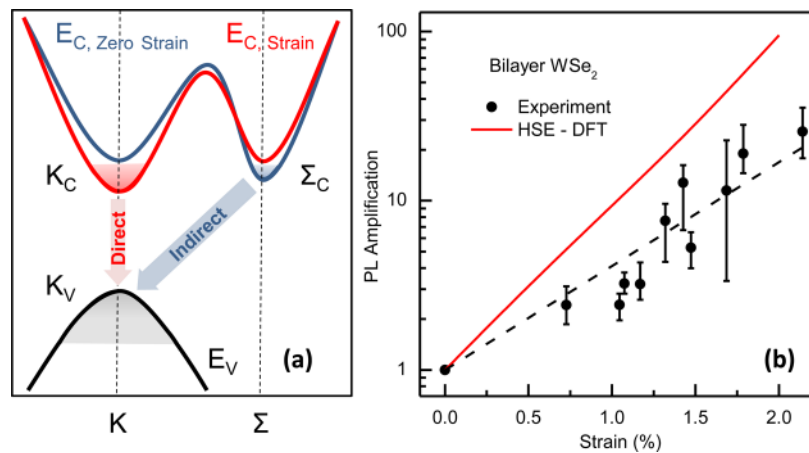 E_C, Zero Strain
E_C, Strain
K_C
Σ_C
Direct
Indirect
K_V
E_V
(a)
K
Σ
100
10
1
PL Amplification
Bilayer WSe₂
Experiment
HSE - DFT
(b)
0.0
0.5
1.0
1.5
2.0
Strain (%)